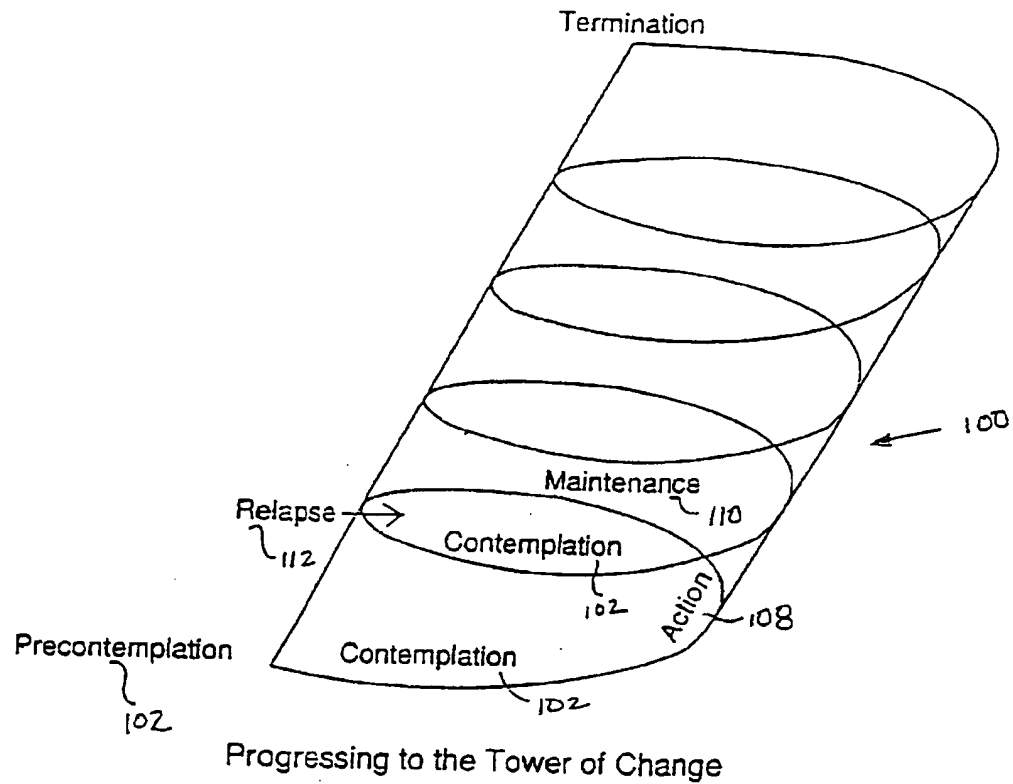 Termination
100
Maintenance
110
Relapse
112
Contemplation
102
Action
108
Precontemplation
102
Contemplation
102
Progressing to the Tower of Change